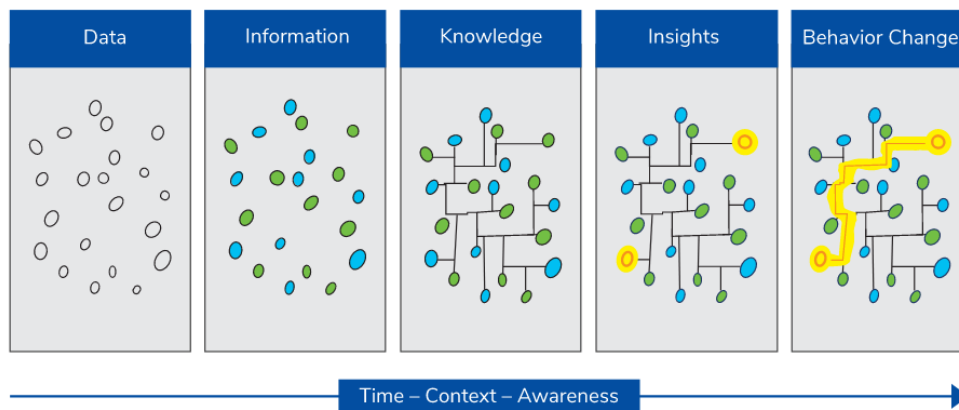 Data
Information
Knowledge
Insights
Behavior Change
Time – Context – Awareness